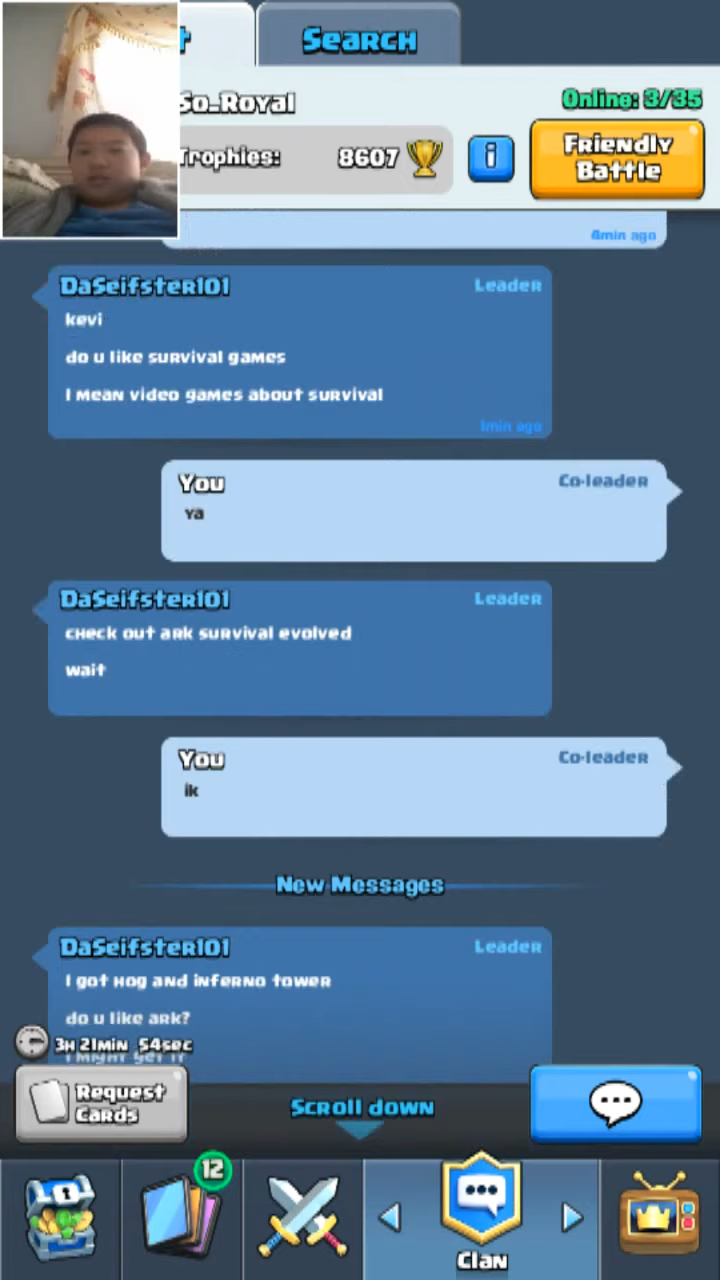 Search
So_Royal
Online: 3/35
Trophies: 8607
i
Friendly
Battle
4min ago
DaSeifster101 Leader
kevi
do u like survival games
I mean video games about survival
1min ago
You Co-leader
ya
DaSeifster101 Leader
check out ark survival evolved
wait
You Co-leader
ik
New Messages
DaSeifster101 Leader
I got hog and inferno tower
do u like ark?
I might get it
3h 21min 54sec
Request
Cards
Scroll down
12
Clan